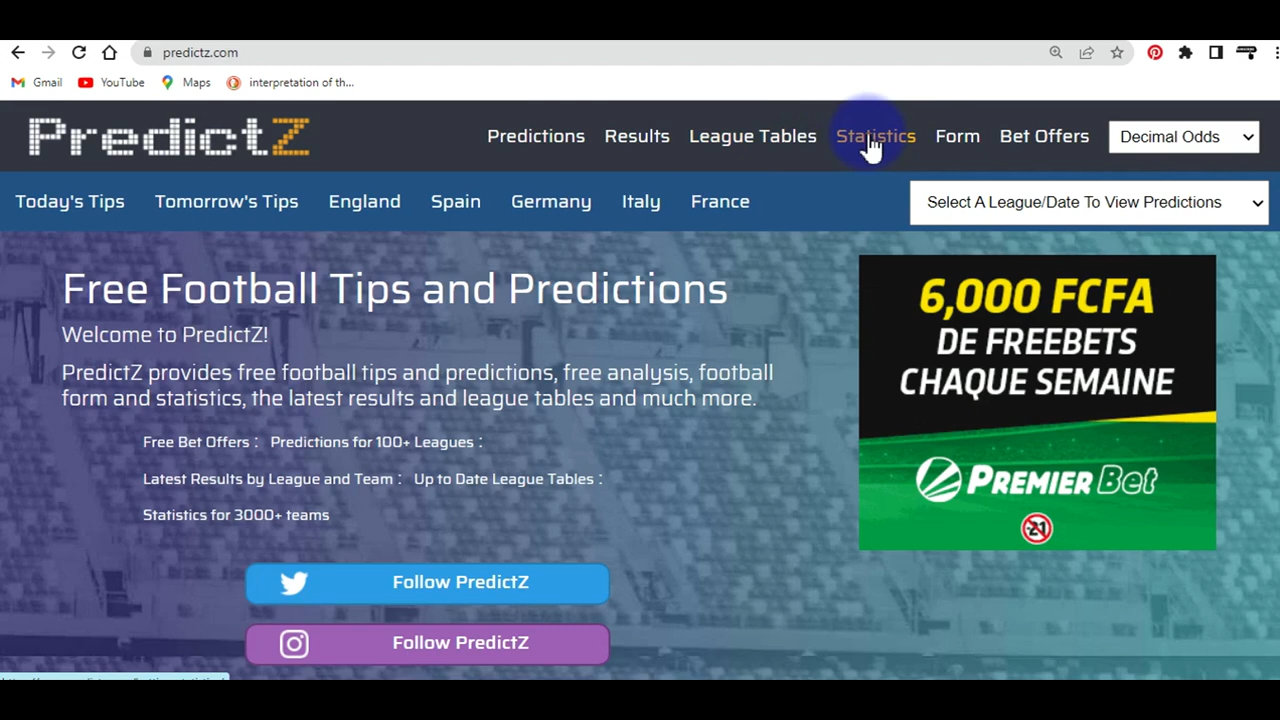 predictz.com
Gmail YouTube Maps interpretation of th...
PredictZ
Predictions Results League Tables Statistics Form Bet Offers Decimal Odds
Today's Tips Tomorrow's Tips England Spain Germany Italy France Select A League/Date To View Predictions
Free Football Tips and Predictions
Welcome to PredictZ!
PredictZ provides free football tips and predictions, free analysis, football
form and statistics, the latest results and league tables and much more.
Free Bet Offers : Predictions for 100+ Leagues :
Latest Results by League and Team : Up to Date League Tables :
Statistics for 3000+ teams
Follow PredictZ
Follow PredictZ
6,000 FCFA
DE FREEBETS
CHAQUE SEMAINE
PREMIER Bet
-21